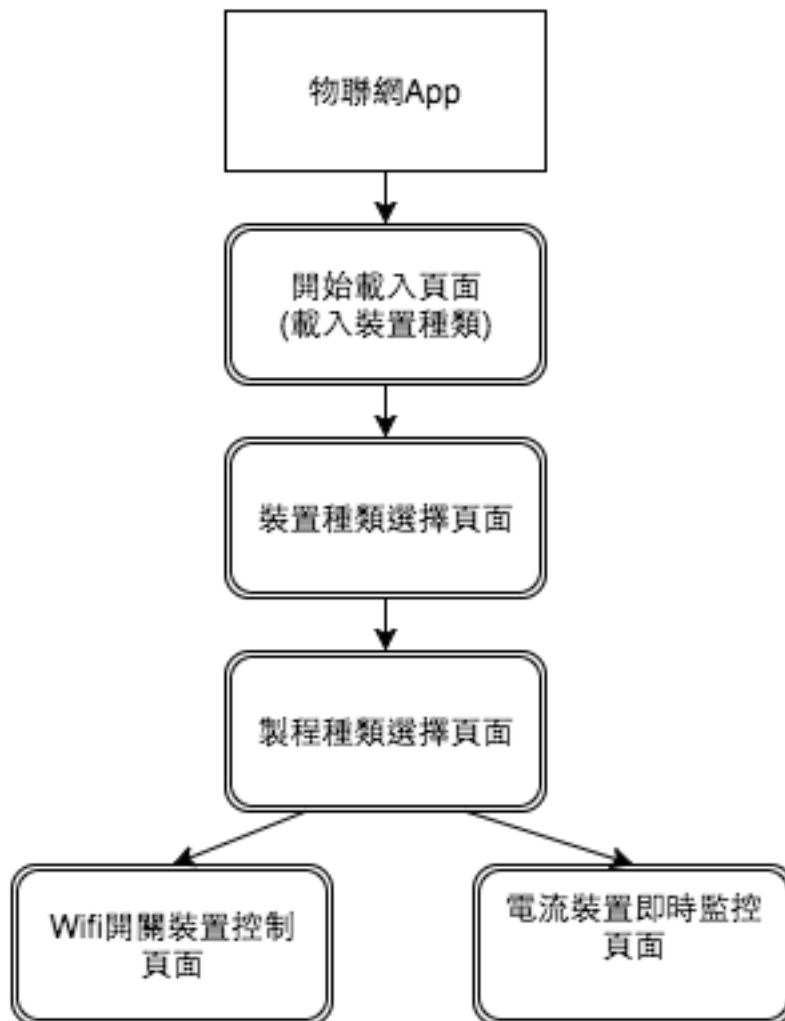 物聯網App
開始載入頁面
(載入裝置種類)
裝置種類選擇頁面
製程種類選擇頁面
Wifi開關裝置控制
頁面
電流裝置即時監控
頁面